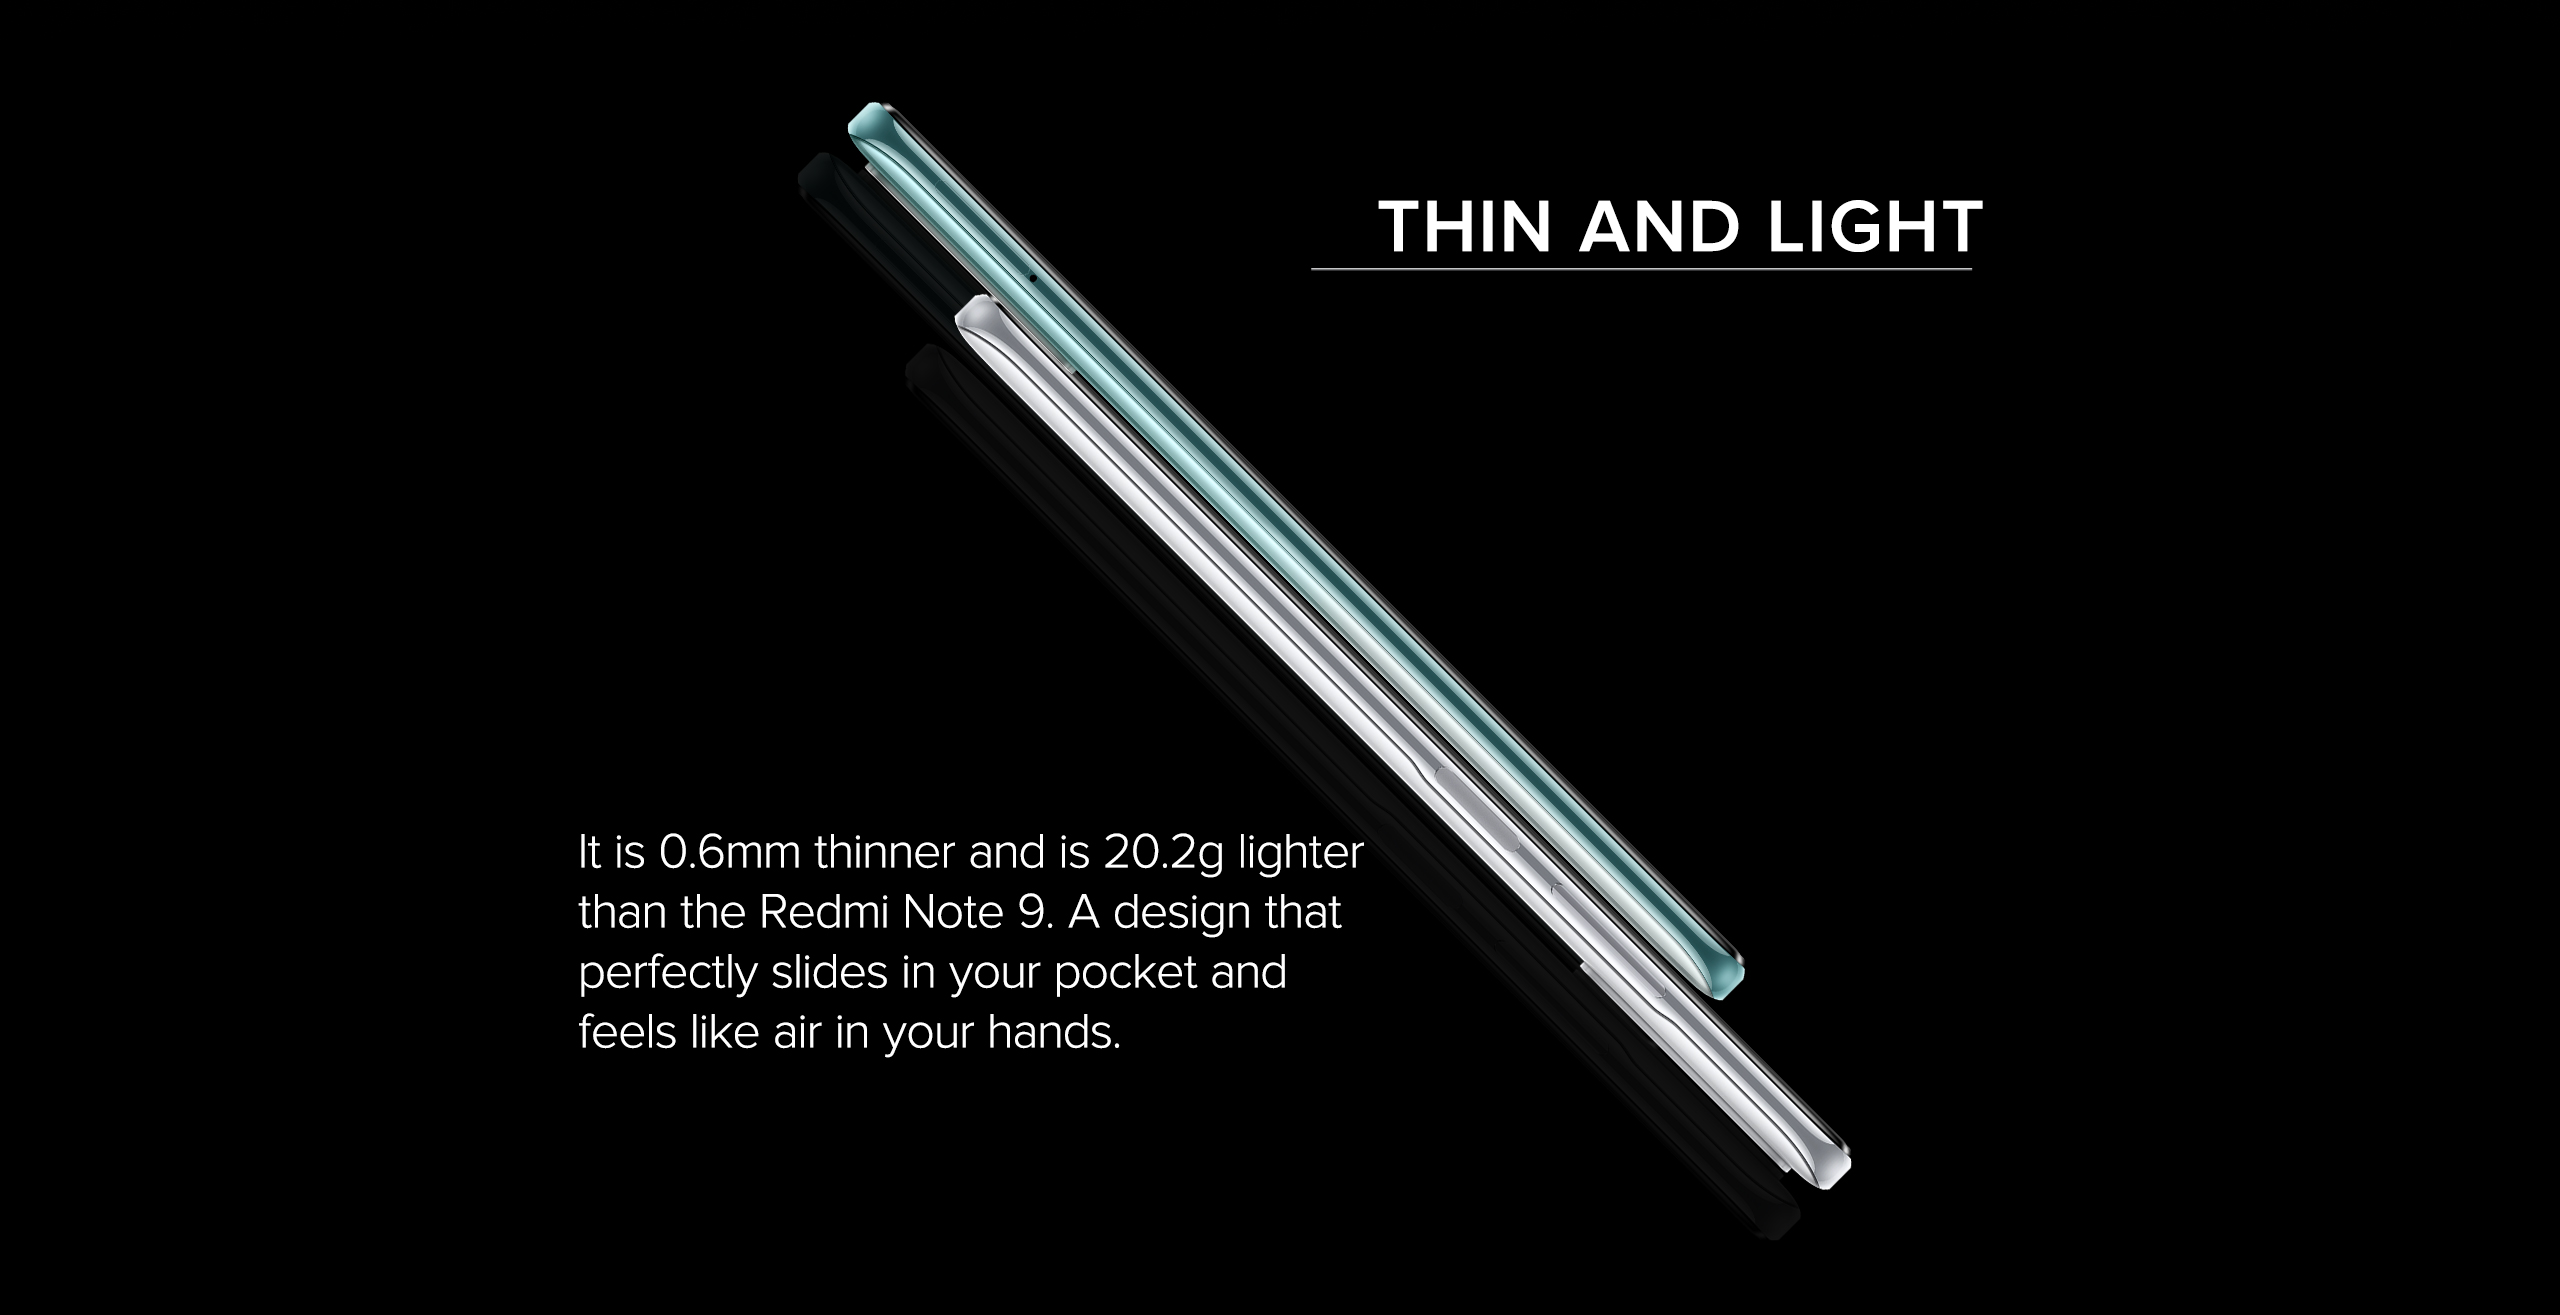 THIN AND LIGHT
It is 0.6mm thinner and is 20.2g lighter
than the Redmi Note 9. A design that
perfectly slides in your pocket and
feels like air in your hands.